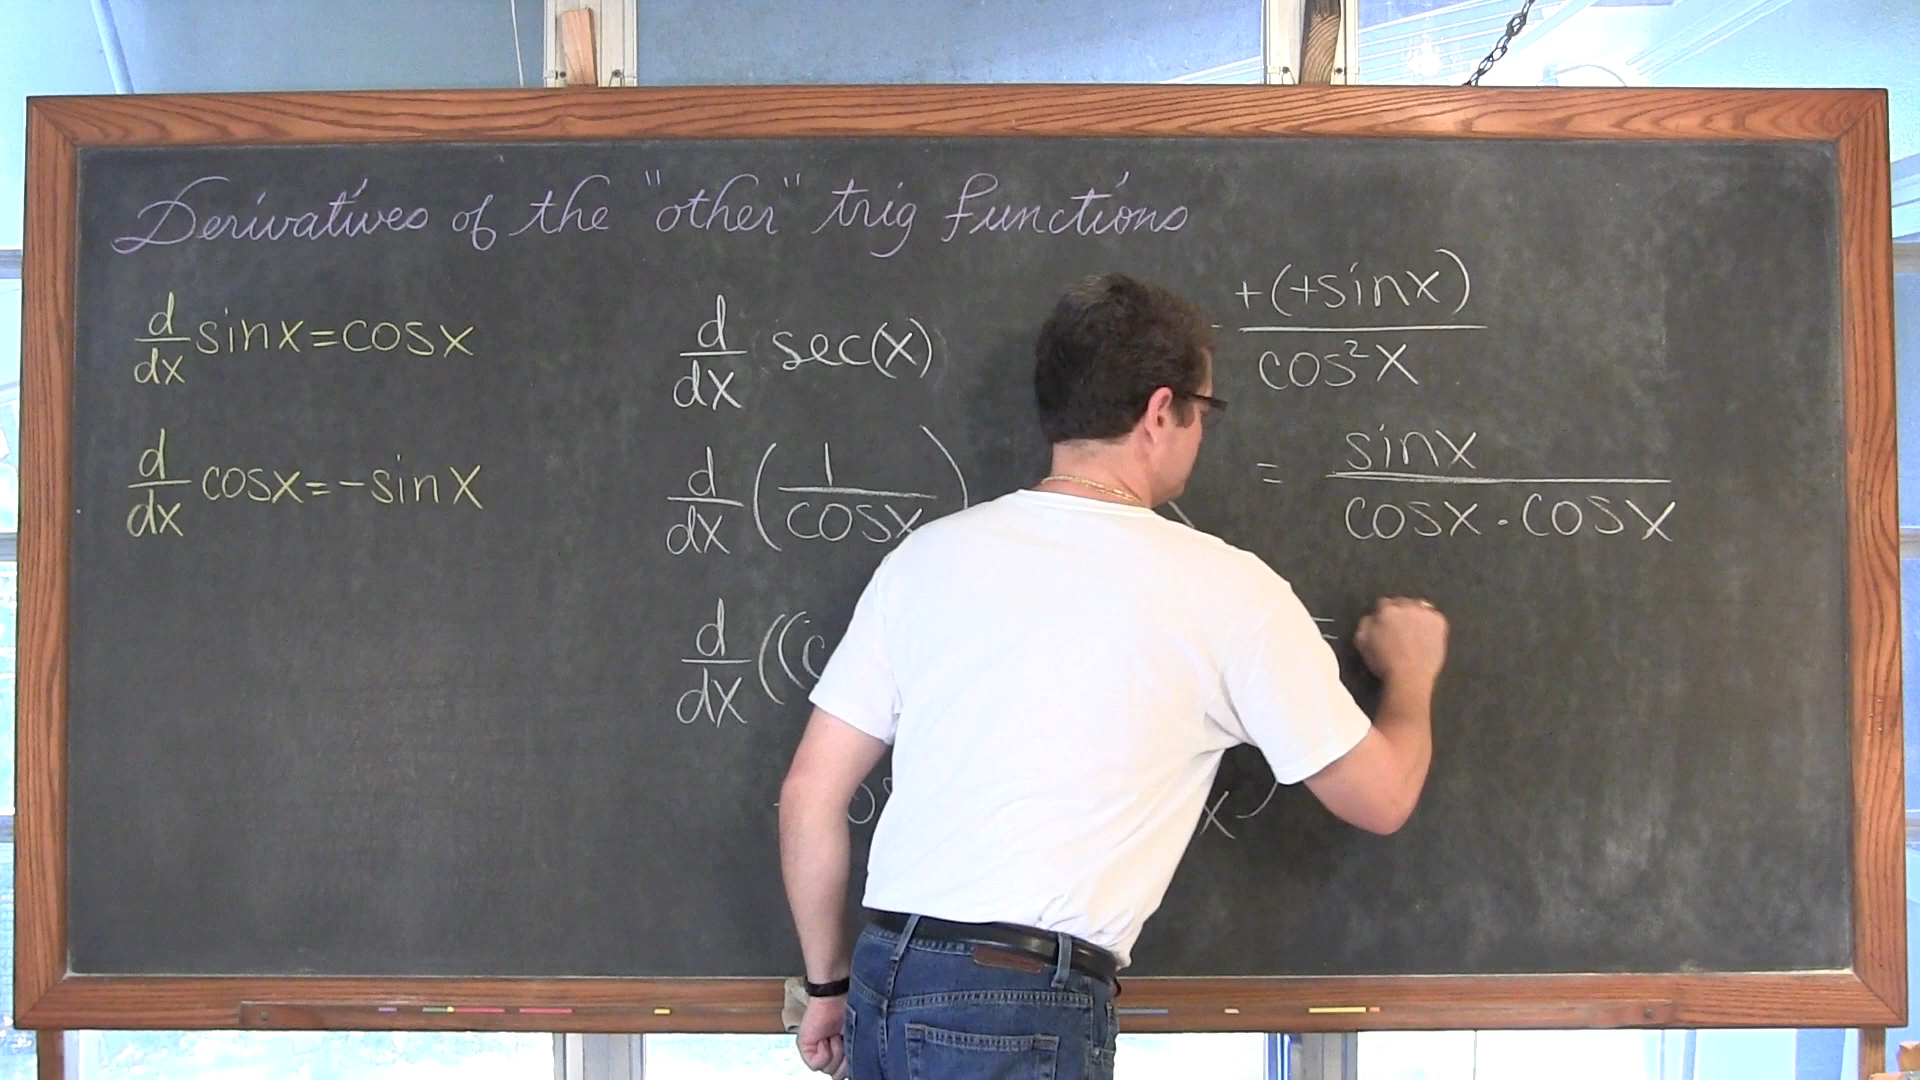 Derivatives of the "other" trig functions
d/dx sinx=cosx
d/dx cosx=-sinx
d/dx sec(x)
d/dx (1/cosx)
d/dx ((c
x)
+(+sinx)/cos²x
= sinx/cosx·cosx
=